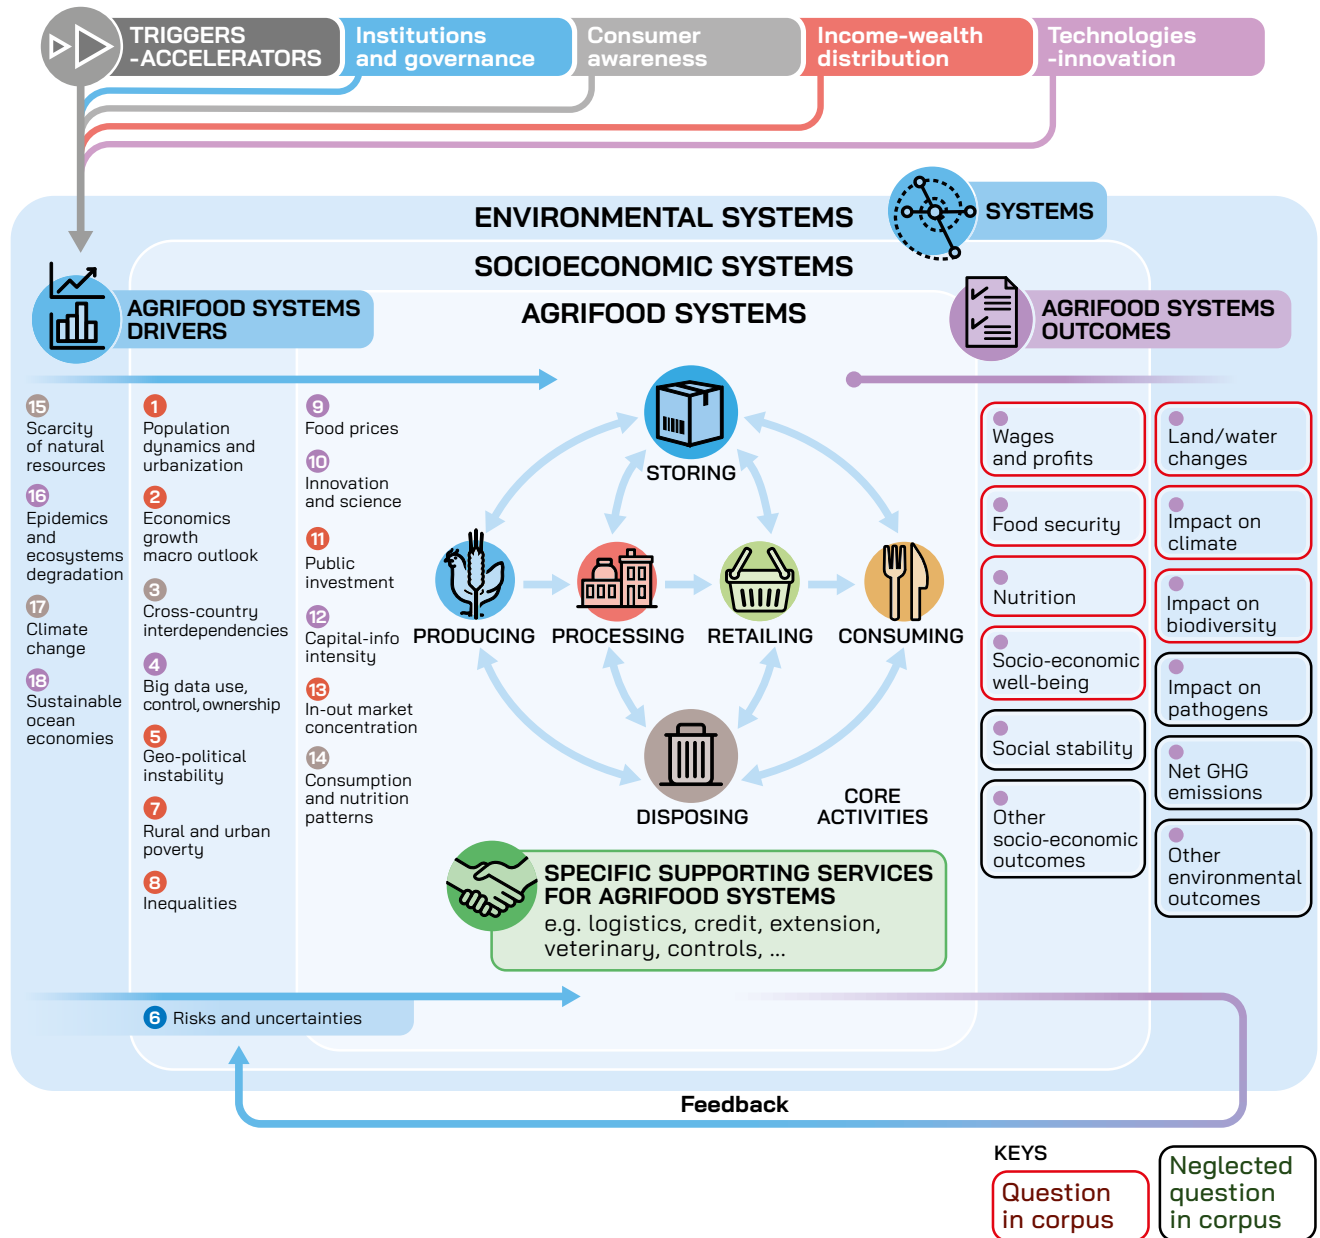 TRIGGERS
-ACCELERATORS
Institutions
and governance
Consumer
awareness
Income-wealth
distribution
Technologies
-innovation
ENVIRONMENTAL SYSTEMS
SYSTEMS
SOCIOECONOMIC SYSTEMS
AGRIFOOD SYSTEMS
AGRIFOOD SYSTEMS
DRIVERS
AGRIFOOD SYSTEMS
OUTCOMES
15
Scarcity
of natural
resources
16
Epidemics
and
ecosystems
degradation
17
Climate
change
18
Sustainable
ocean
economies
1
Population
dynamics and
urbanization
2
Economics
growth
macro outlook
3
Cross-country
interdependencies
4
Big data use,
control, ownership
5
Geo-political
instability
7
Rural and urban
poverty
8
Inequalities
9
Food prices
10
Innovation
and science
11
Public
investment
12
Capital-info
intensity
13
In-out market
concentration
14
Consumption
and nutrition
patterns
STORING
PRODUCING
PROCESSING
RETAILING
CONSUMING
DISPOSING
CORE
ACTIVITIES
SPECIFIC SUPPORTING SERVICES
FOR AGRIFOOD SYSTEMS
e.g. logistics, credit, extension,
veterinary, controls, ...
Wages
and profits
Food security
Nutrition
Socio-economic
well-being
Social stability
Other
socio-economic
outcomes
Land/water
changes
Impact on
climate
Impact on
biodiversity
Impact on
pathogens
Net GHG
emissions
Other
environmental
outcomes
6 Risks and uncertainties
Feedback
KEYS
Question
in corpus
Neglected
question
in corpus